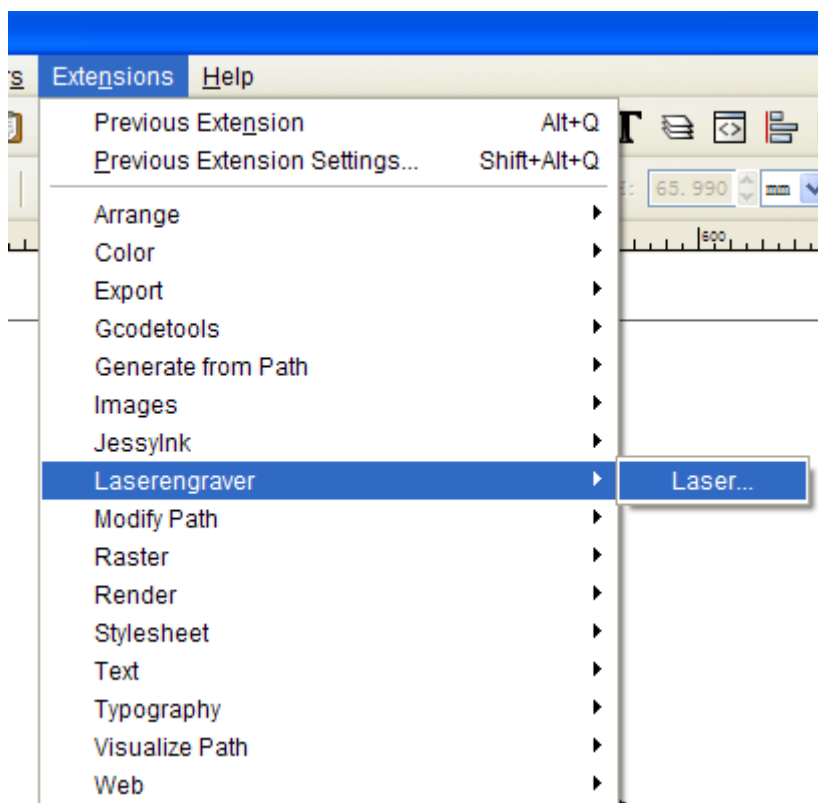 s Extensions Help
Previous Extension Alt+Q
Previous Extension Settings... Shift+Alt+Q
H: 65.990 mm
Arrange
Color
600
Export
Gcodetools
Generate from Path
Images
JessyInk
Laserengraver Laser...
Modify Path
Raster
Render
Stylesheet
Text
Typography
Visualize Path
Web